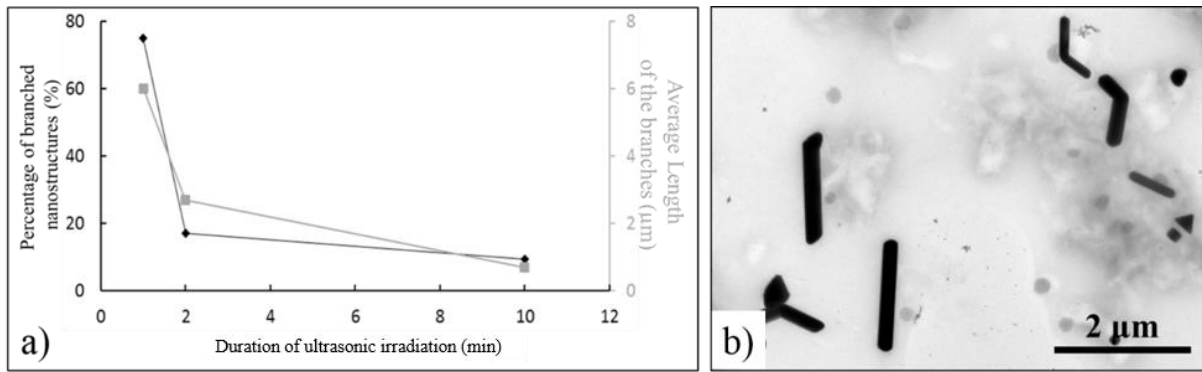 80
60
40
20
0
Percentage of branched
nanostructures (%)
8
6
4
2
0
Average Length
of the branches (µm)
0 2 4 6 8 10 12
Duration of ultrasonic irradiation (min)
a)
b)
2 µm